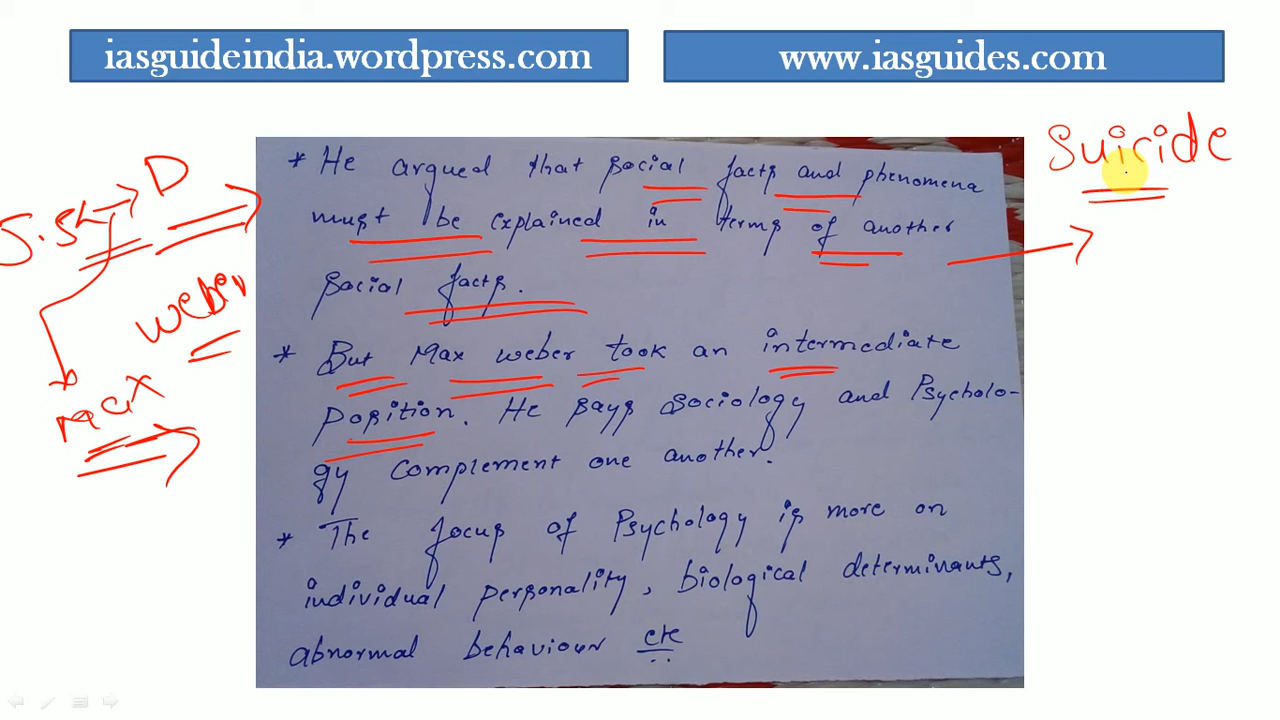 iasguideindia.wordpress.com
www.iasguides.com
Suicide
D
Weber
Max
* He argued that social facts and phenomena
must be explained in terms of another
social facts.
* But Max weber took an intermediate
Position. He says Sociology and Psycholo-
gy complement one another.
* The focus of Psychology is more on
individual personality, biological determinants,
abnormal behaviour etc